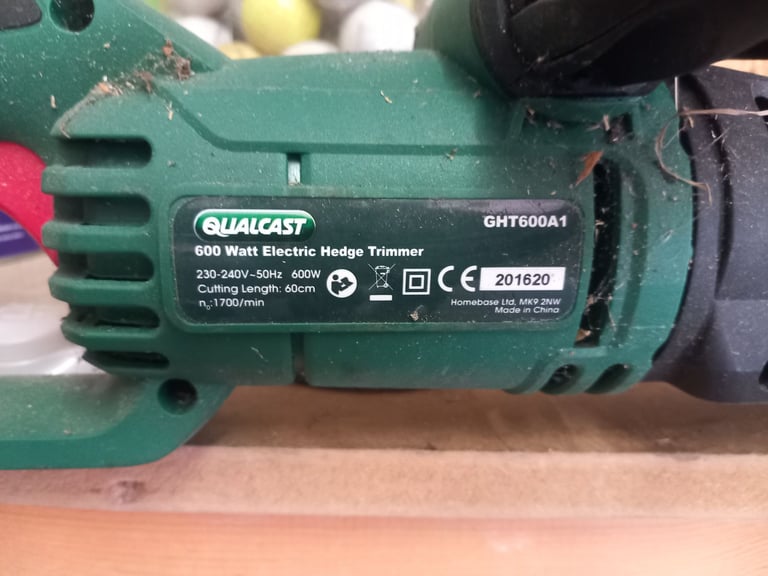 QUALCAST
GHT600A1
600 Watt Electric Hedge Trimmer
230-240V~50Hz 600W
Cutting Length: 60cm
n₀:1700/min
CE
201620
Homebase Ltd, MK9 2NW
Made in China